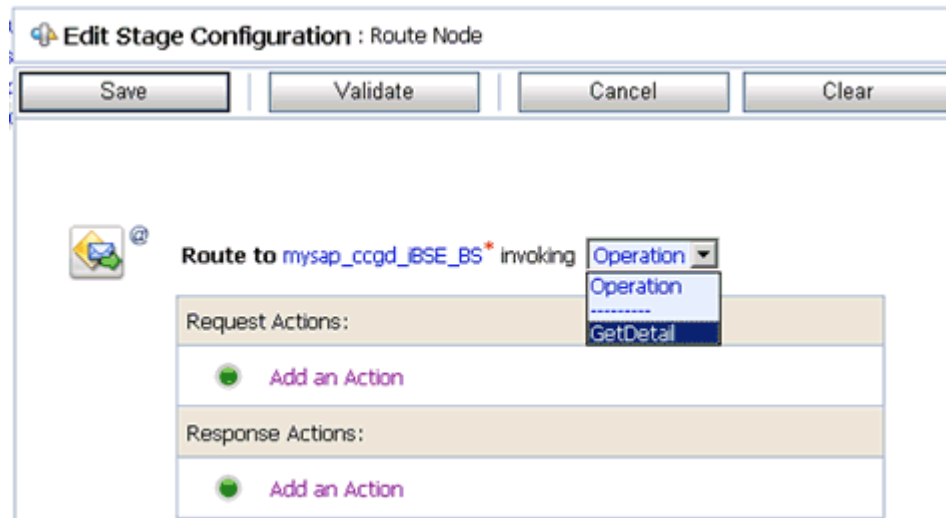 Edit Stage Configuration : Route Node
Save Validate Cancel Clear
@
Route to mysap_ccgd_iBSE_BS* invoking Operation
Operation
---------
GetDetail
Request Actions:
Add an Action
Response Actions:
Add an Action